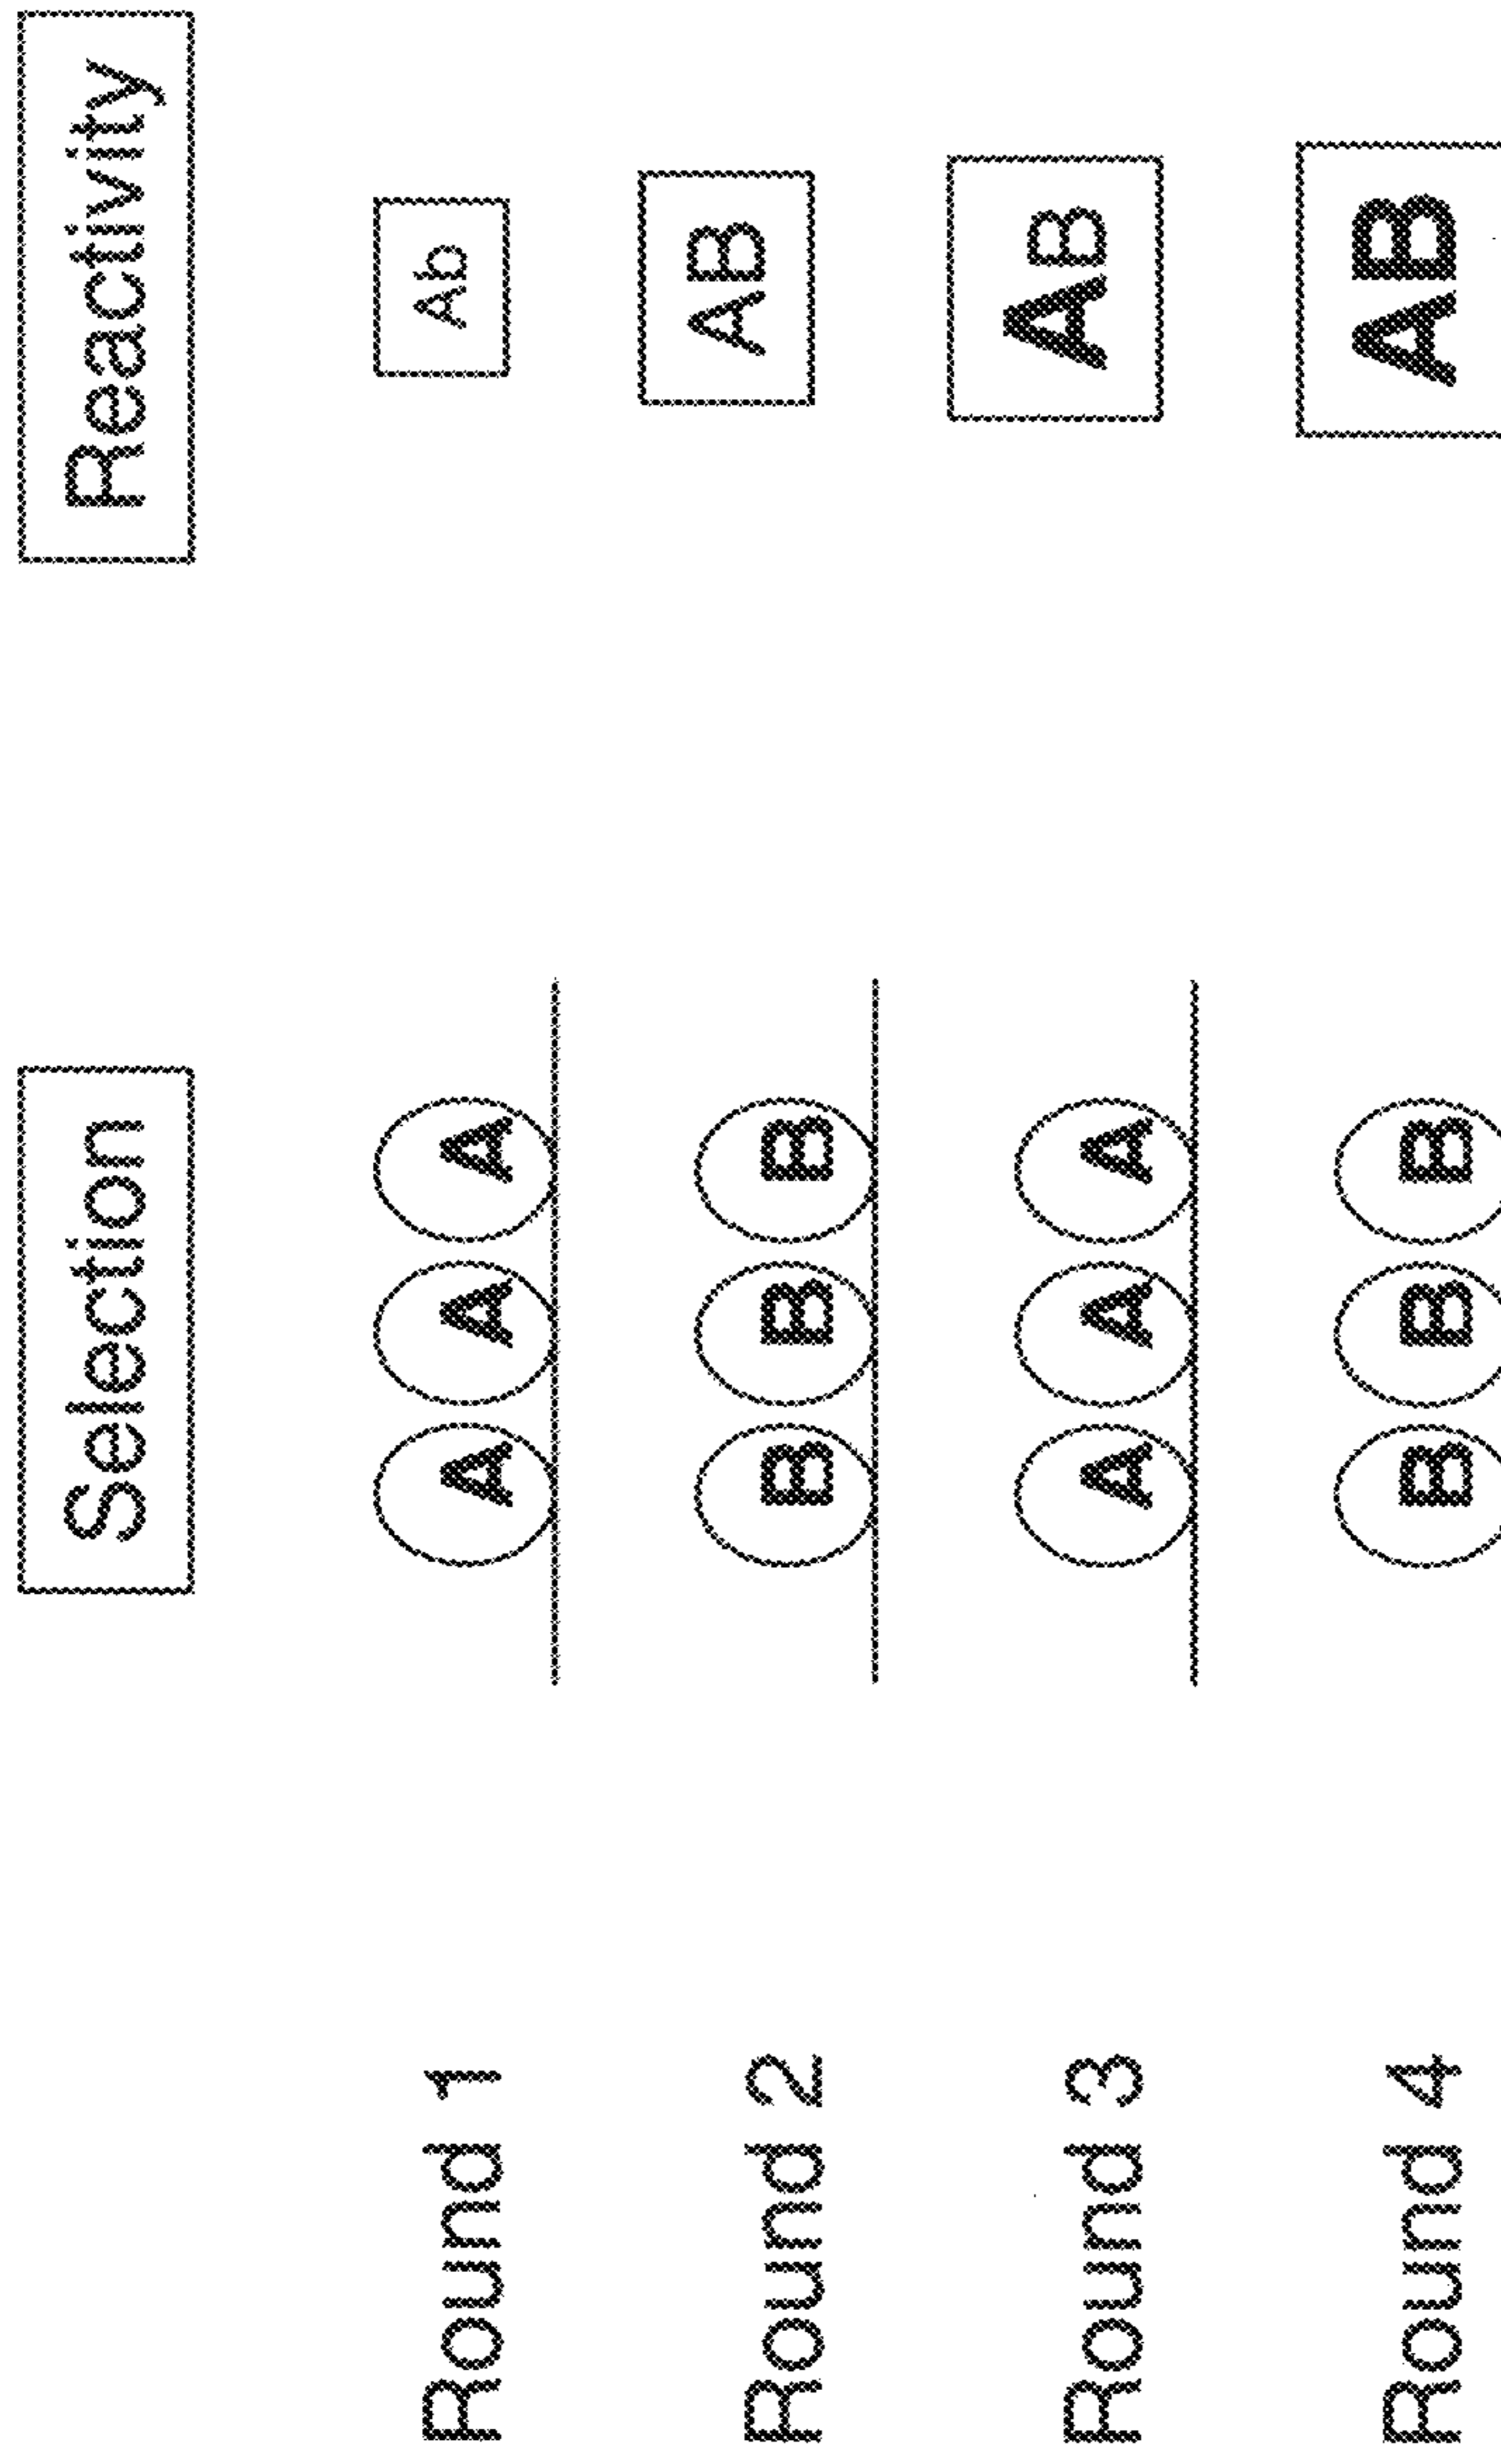 Selection Reactivity
Round 1 A A A Ab
Round 2 B B B AB
Round 3 A A A AB
Round 4 B B B AB